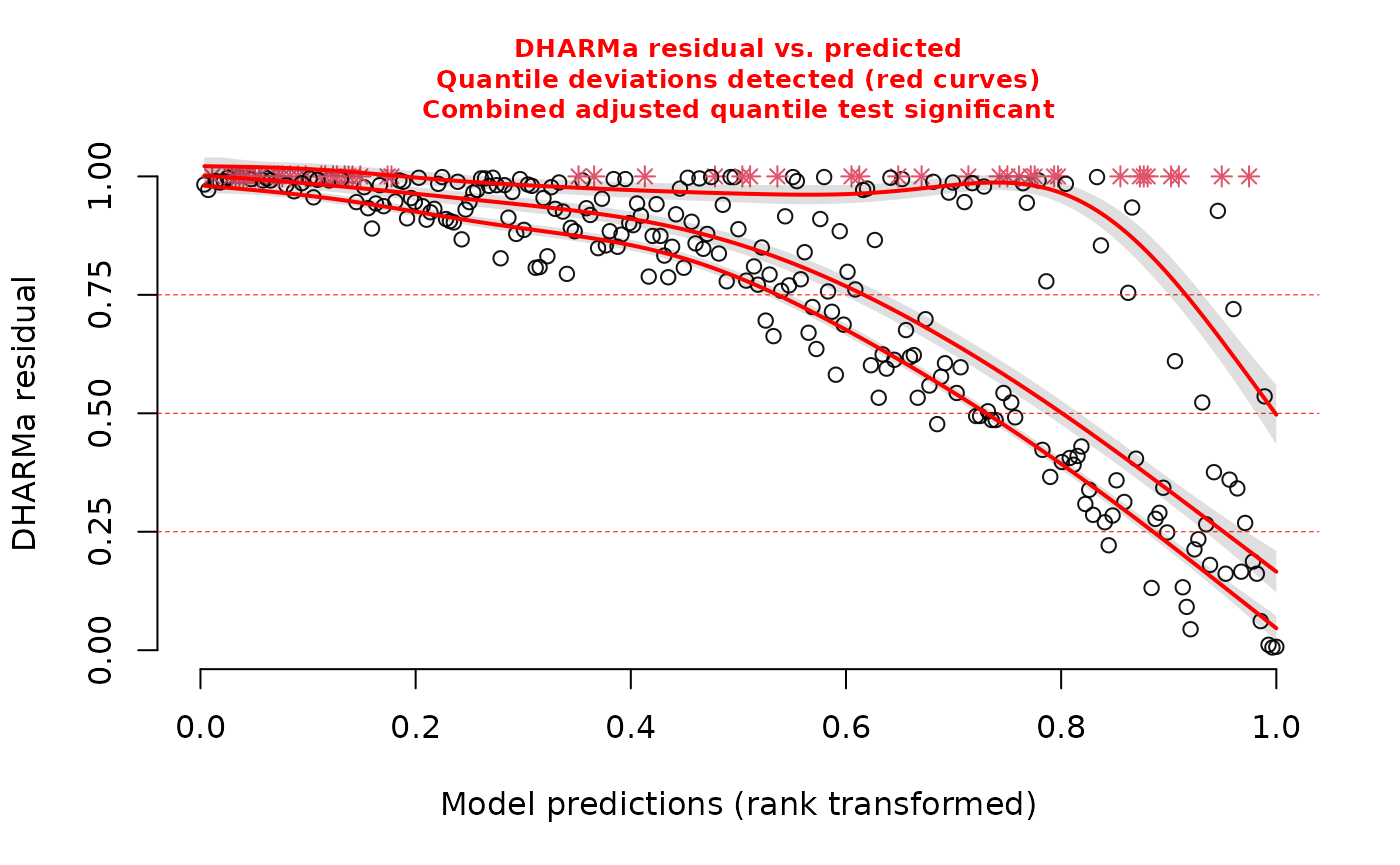 DHARMa residual vs. predicted
Quantile deviations detected (red curves)
Combined adjusted quantile test significant
DHARMa residual
1.00
0.75
0.50
0.25
0.00
0.0 0.2 0.4 0.6 0.8 1.0
Model predictions (rank transformed)